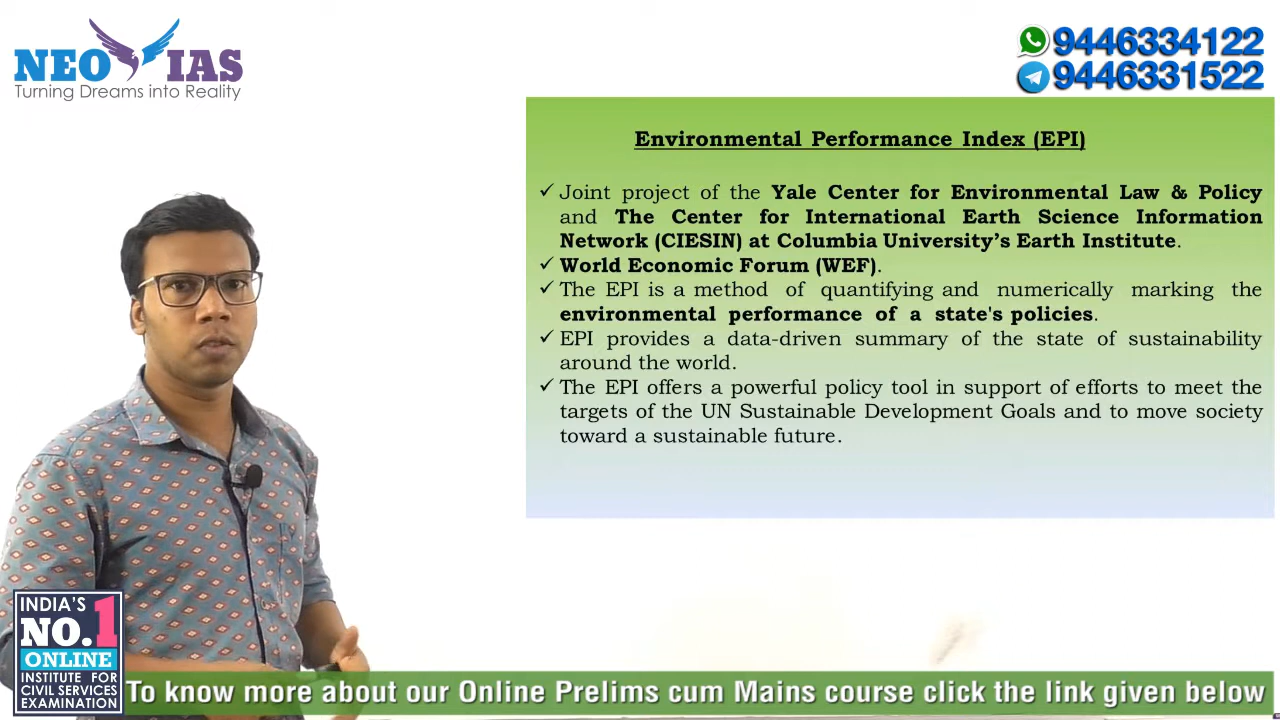 NEO IAS
Turning Dreams into Reality
9446334122
9446331522
Environmental Performance Index (EPI)
✓ Joint project of the Yale Center for Environmental Law & Policy
and The Center for International Earth Science Information
Network (CIESIN) at Columbia University's Earth Institute.
✓ World Economic Forum (WEF).
✓ The EPI is a method of quantifying and numerically marking the
environmental performance of a state's policies.
✓ EPI provides a data-driven summary of the state of sustainability
around the world.
✓ The EPI offers a powerful policy tool in support of efforts to meet the
targets of the UN Sustainable Development Goals and to move society
toward a sustainable future.
INDIA'S
NO.1
ONLINE
INSTITUTE FOR
CIVIL SERVICES
EXAMINATION
To know more about our Online Prelims cum Mains course click the link given below